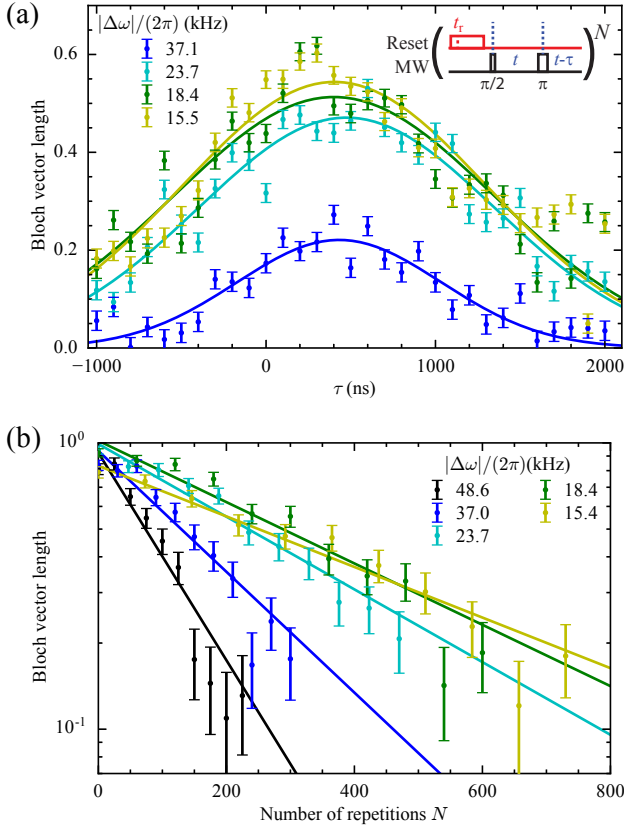 (a)
|Δω|/(2π) (kHz)
37.1
23.7
18.4
15.5
Reset
MW
t_r
t
t-τ
π/2
π
N
Bloch vector length
0.6
0.4
0.2
0.0
−1000
0
1000
2000
τ (ns)
(b)
|Δω|/(2π)(kHz)
48.6
37.0
23.7
18.4
15.4
Bloch vector length
10^0
10^-1
0
200
400
600
800
Number of repetitions N